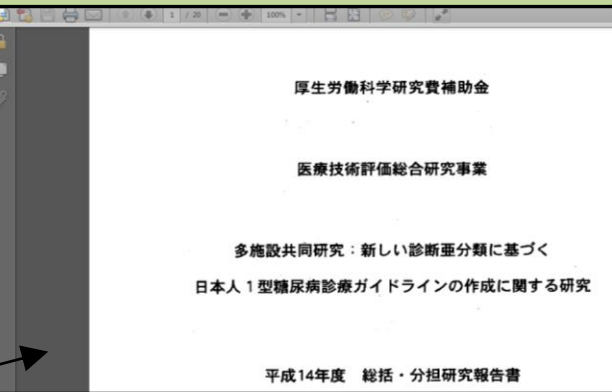 1 / 20
100%
厚生労働科学研究費補助金
医療技術評価総合研究事業
多施設共同研究：新しい診断亜分類に基づく
日本人１型糖尿病診療ガイドラインの作成に関する研究
平成14年度　総括・分担研究報告書